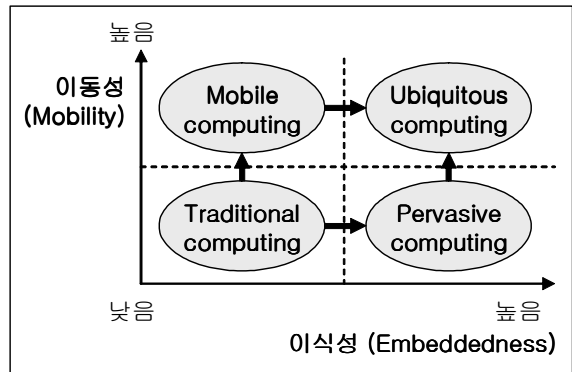 높음
이동성
(Mobility)
Mobile
computing
Ubiquitous
computing
Traditional
computing
Pervasive
computing
낮음
높음
이식성 (Embeddedness)